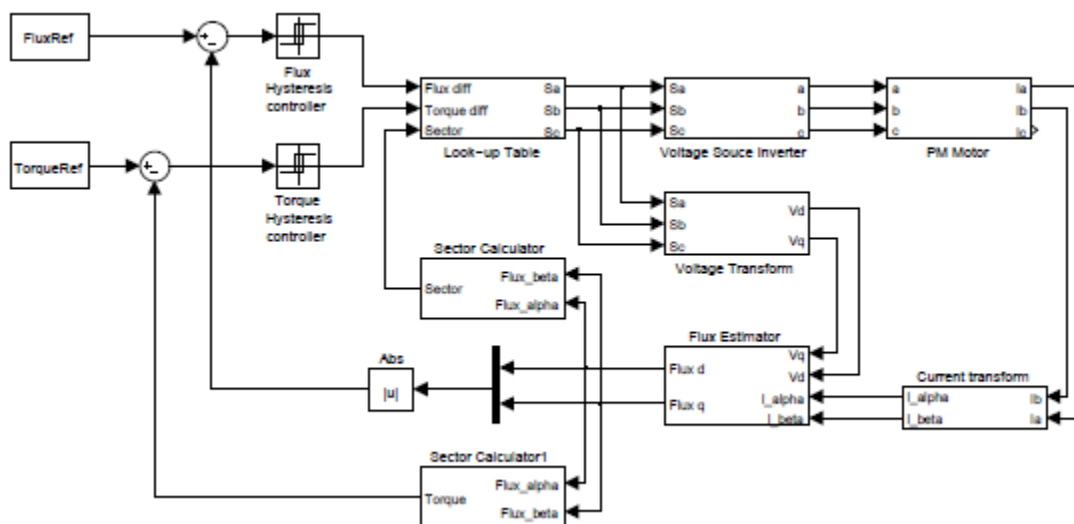 FluxRef
Flux
Hysteresis
controller
TorqueRef
Torque
Hysteresis
controller
Flux diff
Torque diff
Sector
Sa
Sb
Sc
Look-up Table
Sa
Sb
Sc
a
b
c
Voltage Souce Inverter
a
b
c
Ia
Ib
Ic
PM Motor
Sa
Sb
Sc
Vd
Vq
Voltage Transform
Sector Calculator
Sector
Flux_beta
Flux_alpha
Flux Estimator
Flux d
Flux q
Vq
Vd
I_alpha
I_beta
Current transform
I_alpha
I_beta
Ib
Ia
Abs
|u|
Sector Calculator1
Torque
Flux_alpha
Flux_beta